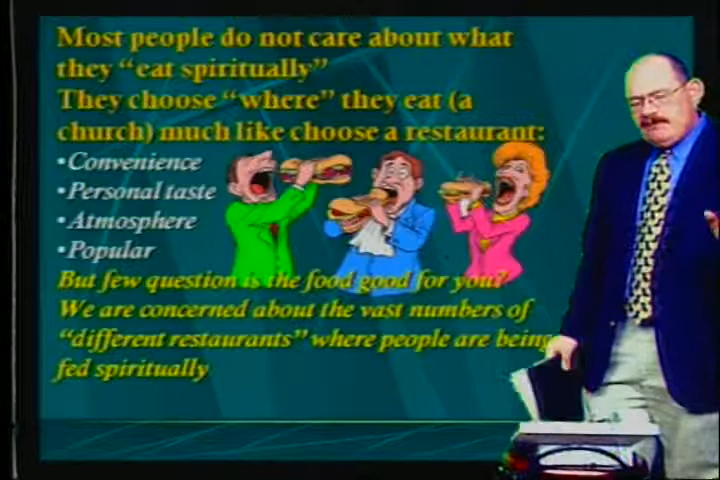 Most people do not care about what
they “eat spiritually”
They choose “where” they eat (a
church) much like choose a restaurant:
•Convenience
•Personal taste
•Atmosphere
•Popular
But few question is the food good for you?
We are concerned about the vast numbers of
“different restaurants” where people are being
fed spiritually